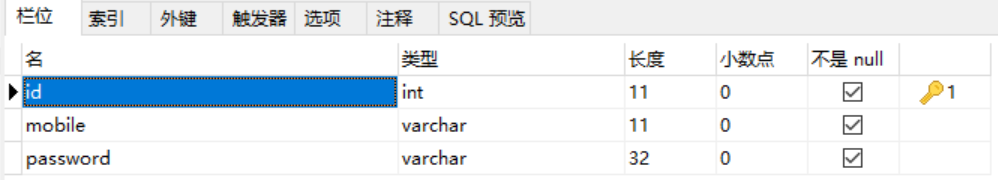 栏位 索引 外键 触发器 选项 注释 SQL 预览
名 类型 长度 小数点 不是 null
id int 11 0 1
mobile varchar 11 0
password varchar 32 0